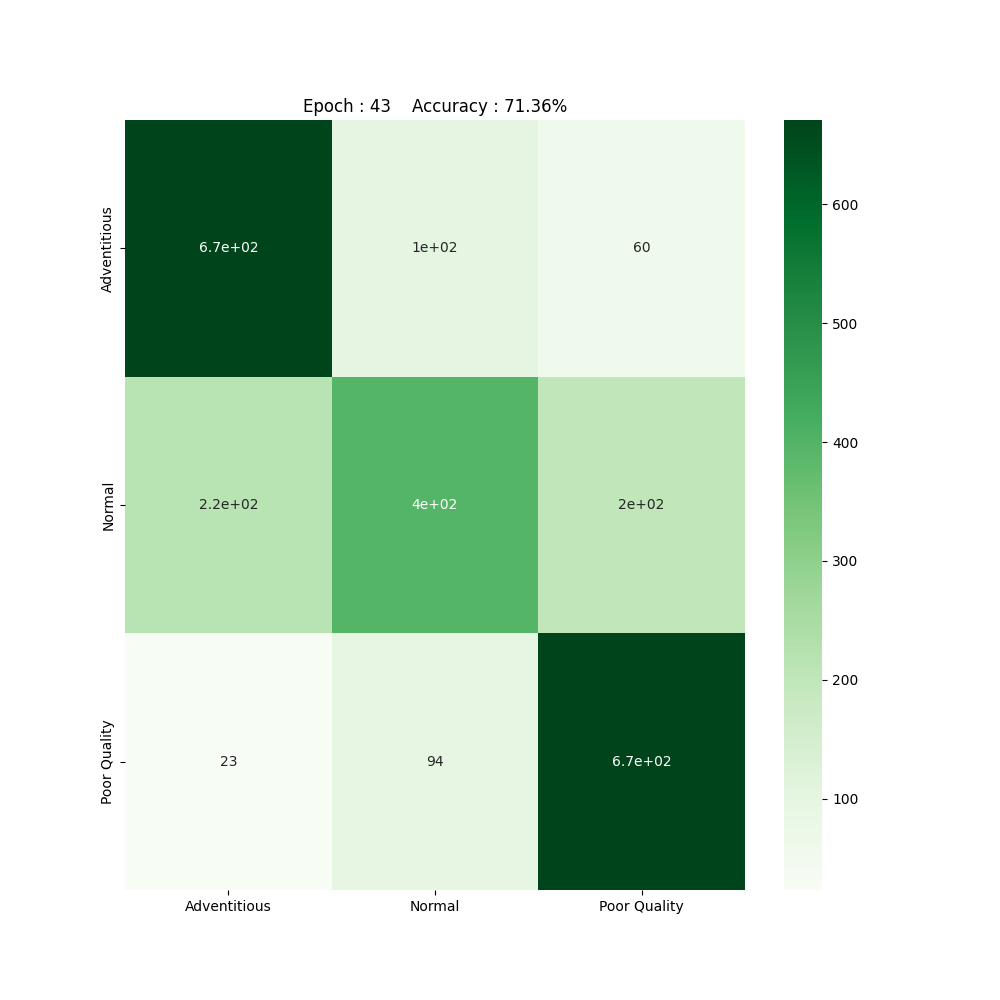 Epoch : 43    Accuracy : 71.36%
Adventitious
6.7e+02
1e+02
60
Normal
2.2e+02
4e+02
2e+02
Poor Quality
23
94
6.7e+02
Adventitious
Normal
Poor Quality
600
500
400
300
200
100